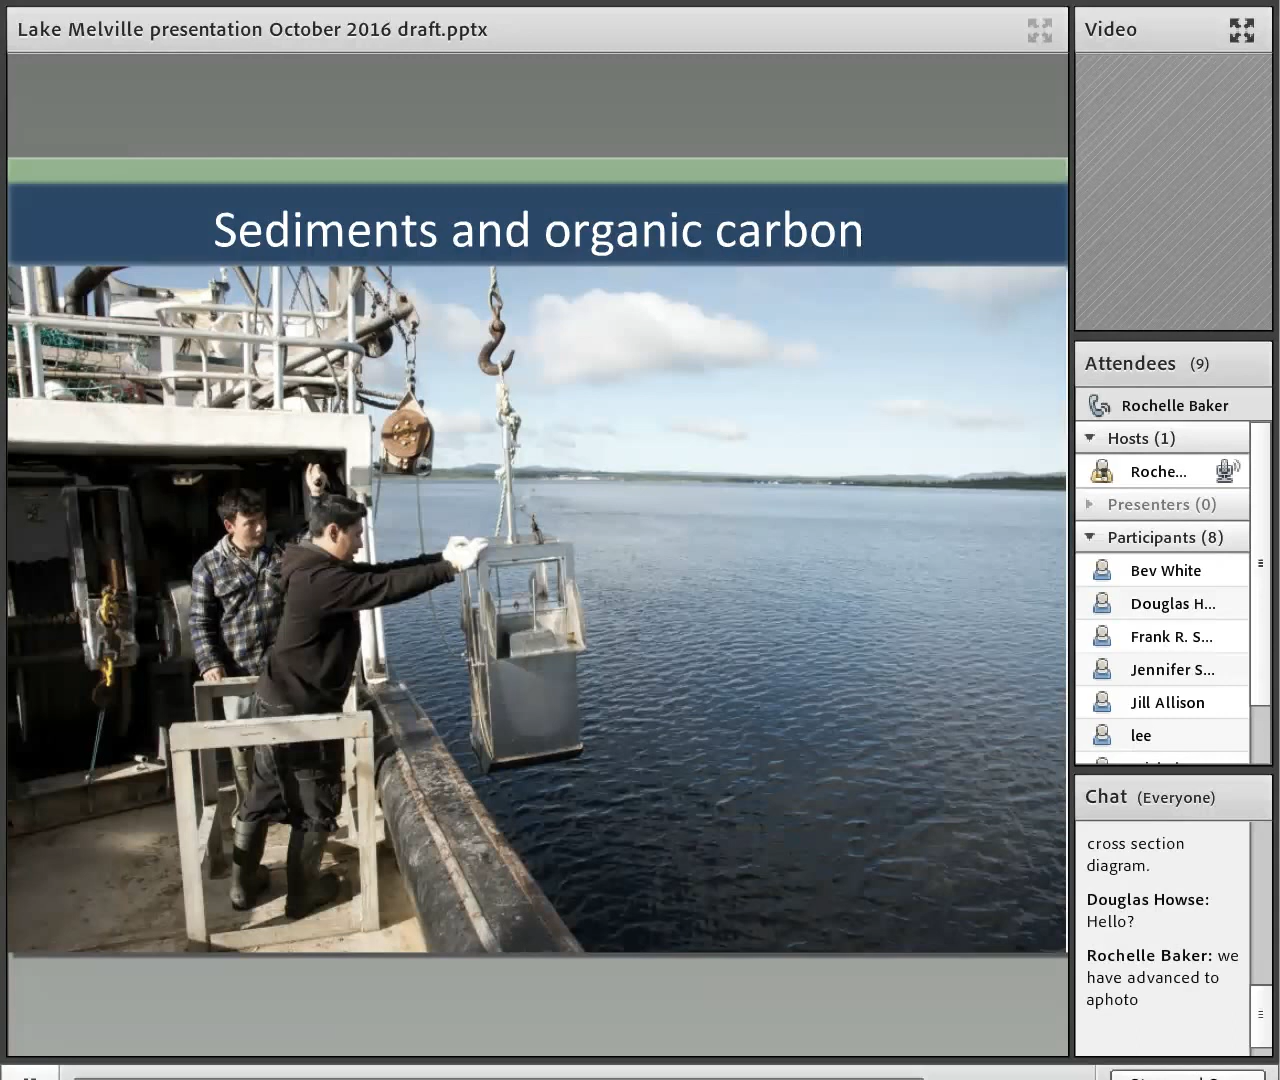 Lake Melville presentation October 2016 draft.pptx
Sediments and organic carbon
Video
Attendees (9)
Rochelle Baker
Hosts (1)
Roche...
Presenters (0)
Participants (8)
Bev White
Douglas H...
Frank R. S...
Jennifer S...
Jill Allison
lee
Chat (Everyone)
cross section
diagram.
Douglas Howse:
Hello?
Rochelle Baker: we
have advanced to
aphoto